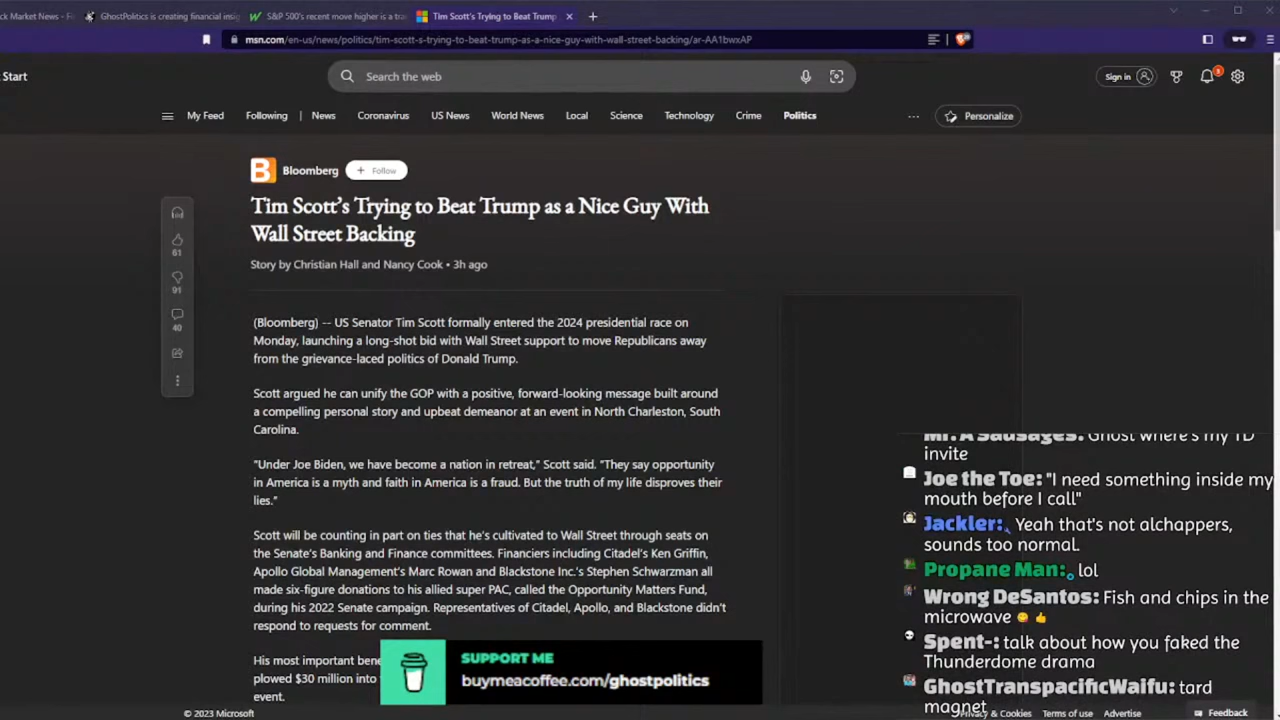 ck Market News - F
GhostPolitics is creating financial insig
S&P 500's recent move higher is a tra
Tim Scott's Trying to Beat Trump
msn.com/en-us/news/politics/tim-scott-s-trying-to-beat-trump-as-a-nice-guy-with-wall-street-backing/ar-AA1bwxAP
Start
Search the web
Sign in
8
My Feed
Following
News
Coronavirus
US News
World News
Local
Science
Technology
Crime
Politics
Personalize
Bloomberg
+ Follow
Tim Scott's Trying to Beat Trump as a Nice Guy With
Wall Street Backing
Story by Christian Hall and Nancy Cook • 3h ago
61
91
40
(Bloomberg) -- US Senator Tim Scott formally entered the 2024 presidential race on
Monday, launching a long-shot bid with Wall Street support to move Republicans away
from the grievance-laced politics of Donald Trump.
Scott argued he can unify the GOP with a positive, forward-looking message built around
a compelling personal story and upbeat demeanor at an event in North Charleston, South
Carolina.
"Under Joe Biden, we have become a nation in retreat," Scott said. "They say opportunity
in America is a myth and faith in America is a fraud. But the truth of my life disproves their
lies."
Scott will be counting in part on ties that he's cultivated to Wall Street through seats on
the Senate's Banking and Finance committees. Financiers including Citadel's Ken Griffin,
Apollo Global Management's Marc Rowan and Blackstone Inc.'s Stephen Schwarzman all
made six-figure donations to his allied super PAC, called the Opportunity Matters Fund,
during his 2022 Senate campaign. Representatives of Citadel, Apollo, and Blackstone didn't
respond to requests for comment.
His most important bene
plowed $30 million into
event.
SUPPORT ME
buymeacoffee.com/ghostpolitics
Mr. A Sausages: Ghost where's my TD
invite
Joe the Toe: "I need something inside my
mouth before I call"
Jackler: Yeah that's not alchappers,
sounds too normal.
Propane Man: lol
Wrong DeSantos: Fish and chips in the
microwave 😋 👍
Spent-: talk about how you faked the
Thunderdome drama
GhostTranspacificWaifu: tard
magnet
© 2023 Microsoft
Privacy & Cookies
Terms of use
Advertise
Feedback